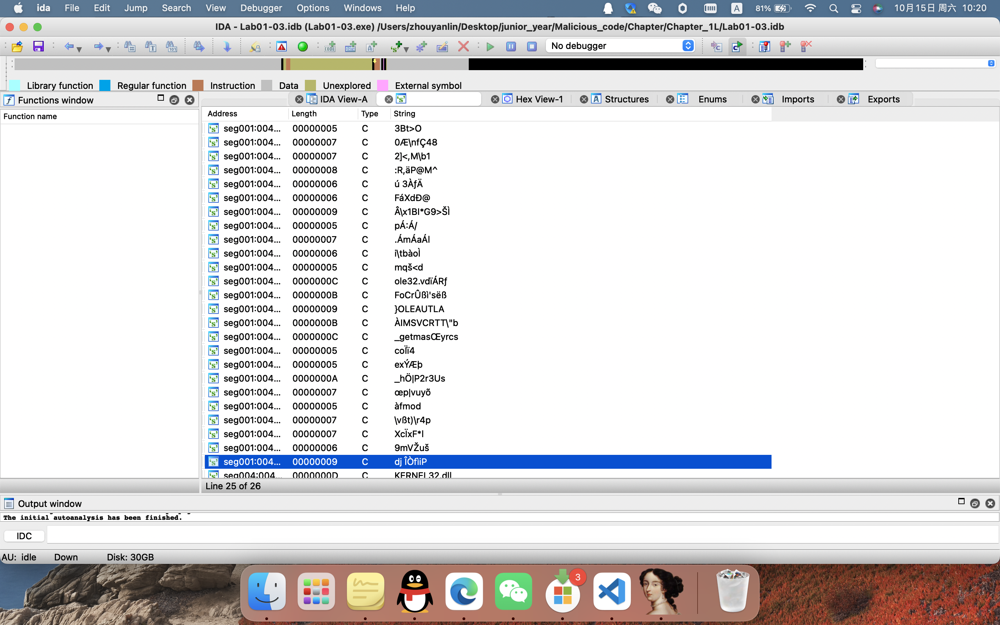 ida File Edit Jump Search View Debugger Options Windows Help A 81% 10月15日 周六 10:20
IDA - Lab01-03.idb (Lab01-03.exe) /Users/zhouyanlin/Desktop/junior_year/Malicious_code/Chapter/Chapter_1L/Lab01-03.idb
No debugger
Library function Regular function Instruction Data Unexplored External symbol
Functions window
IDA View-A Hex View-1 Structures Enums Imports Exports
Function name
Address Length Type String
seg001:004... 00000005 C 3Bt>O
seg001:004... 00000007 C 0Æ\nfÇ48
seg001:004... 00000007 C 2]<,M\b1
seg001:004... 00000008 C :R,äP@M^
seg001:004... 00000006 C ú 3ÀƒÄ
seg001:004... 00000006 C FáXdÐ@
seg001:004... 00000009 C Â\x1BI*G9>ŠÌ
seg001:004... 00000005 C pÁ:Á/
seg001:004... 00000007 C .ÁmÁaÁl
seg001:004... 00000006 C i\tbàoÌ
seg001:004... 00000005 C mqš<d
seg001:004... 0000000C C ole32.vdïÁRƒ
seg001:004... 0000000B C FoCrÛßì'sëß
seg001:004... 00000009 C }OLEAUTLA
seg001:004... 0000000B C ÀIMSVCRTT\"b
seg001:004... 0000000C C _getmasŒyrcs
seg001:004... 00000005 C coÏï4
seg001:004... 00000005 C exÝÆþ
seg001:004... 0000000A C _hÖ|P2r3Us
seg001:004... 00000007 C œp|vuyõ
seg001:004... 00000005 C àfmod
seg001:004... 00000007 C \vßt)\r4p
seg001:004... 00000007 C XcÏxF*l
seg001:004... 00000006 C 9mVŽuš
seg001:004... 00000009 C dj ÎÒfìiP
seg004:004... 0000000D C KERNEL32.dll
Line 25 of 26
Output window
The initial autoanalysis has been finished.
IDC
AU: idle Down Disk: 30GB
3